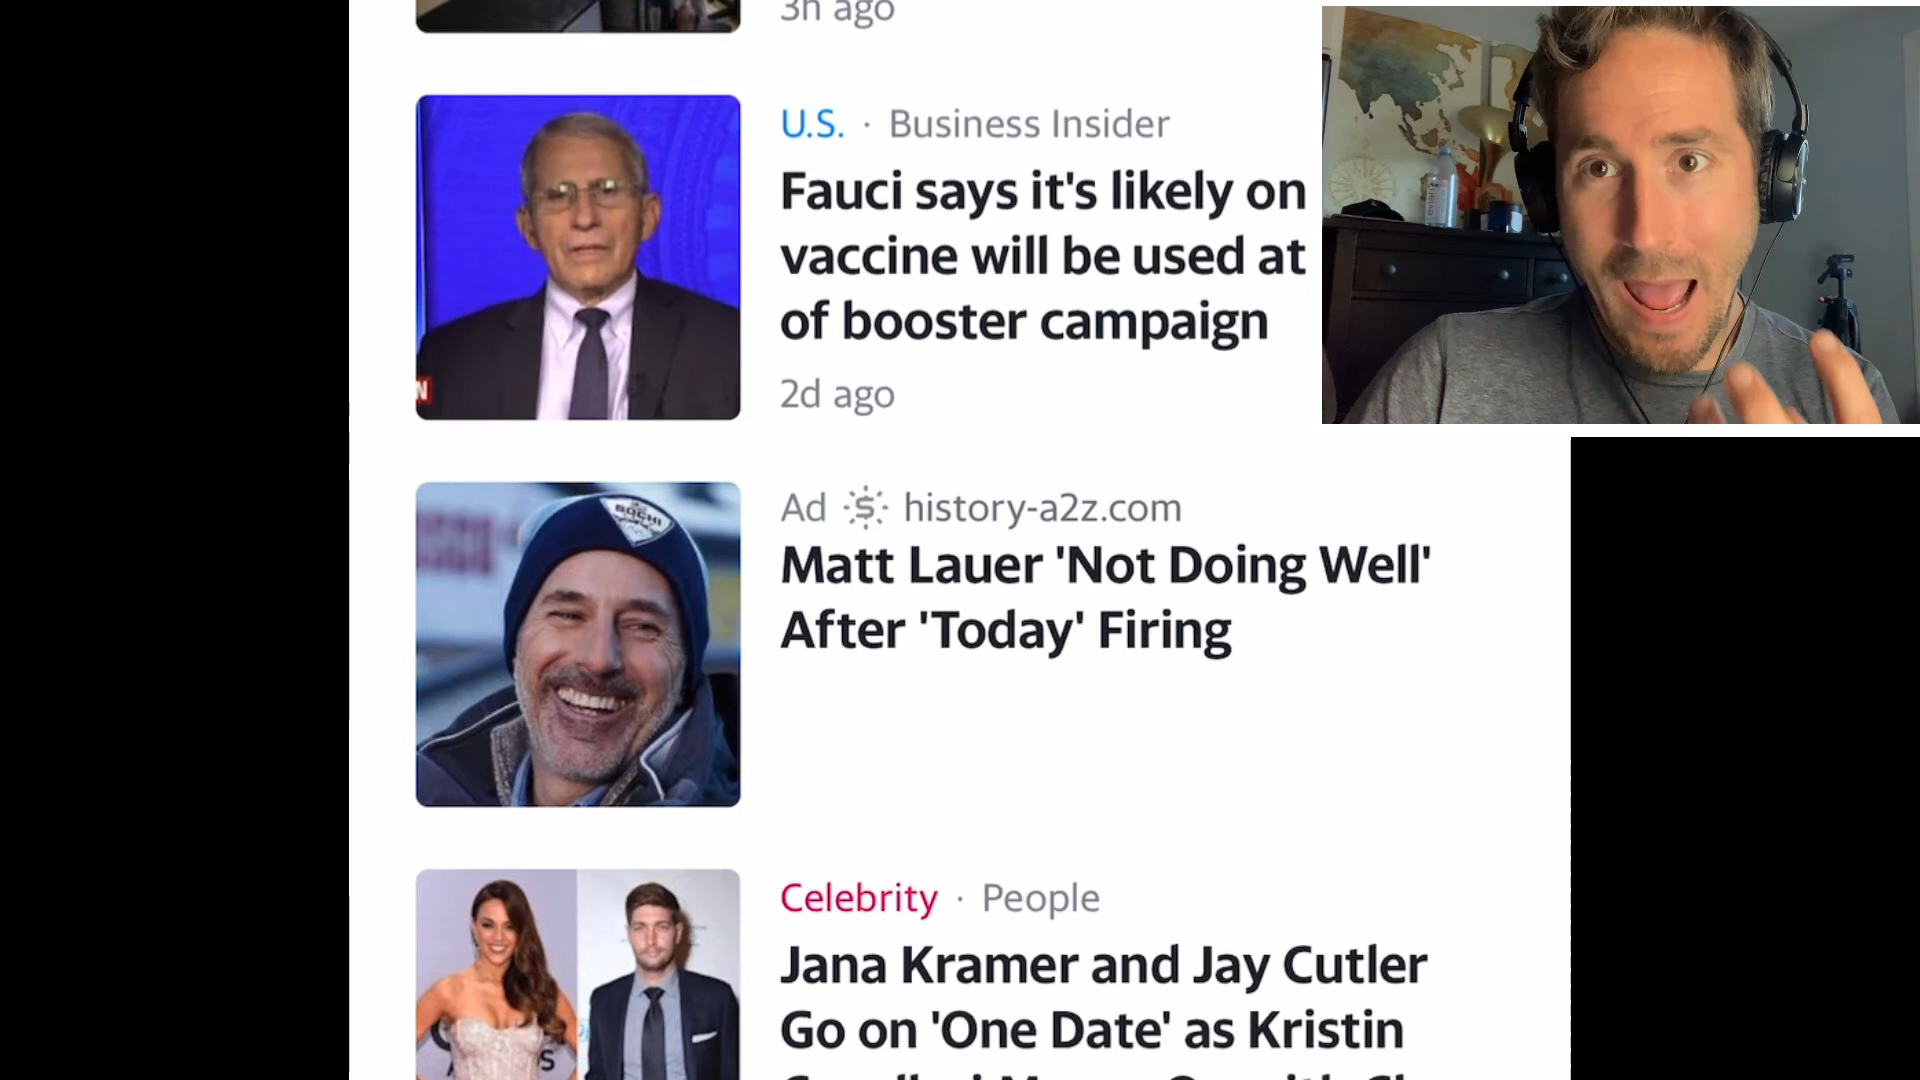 3h ago
U.S. · Business Insider
Fauci says it's likely on
vaccine will be used at
of booster campaign
2d ago
N
evian
SOCHI
Ad history-a2z.com
Matt Lauer 'Not Doing Well'
After 'Today' Firing
Celebrity · People
Jana Kramer and Jay Cutler
Go on 'One Date' as Kristin